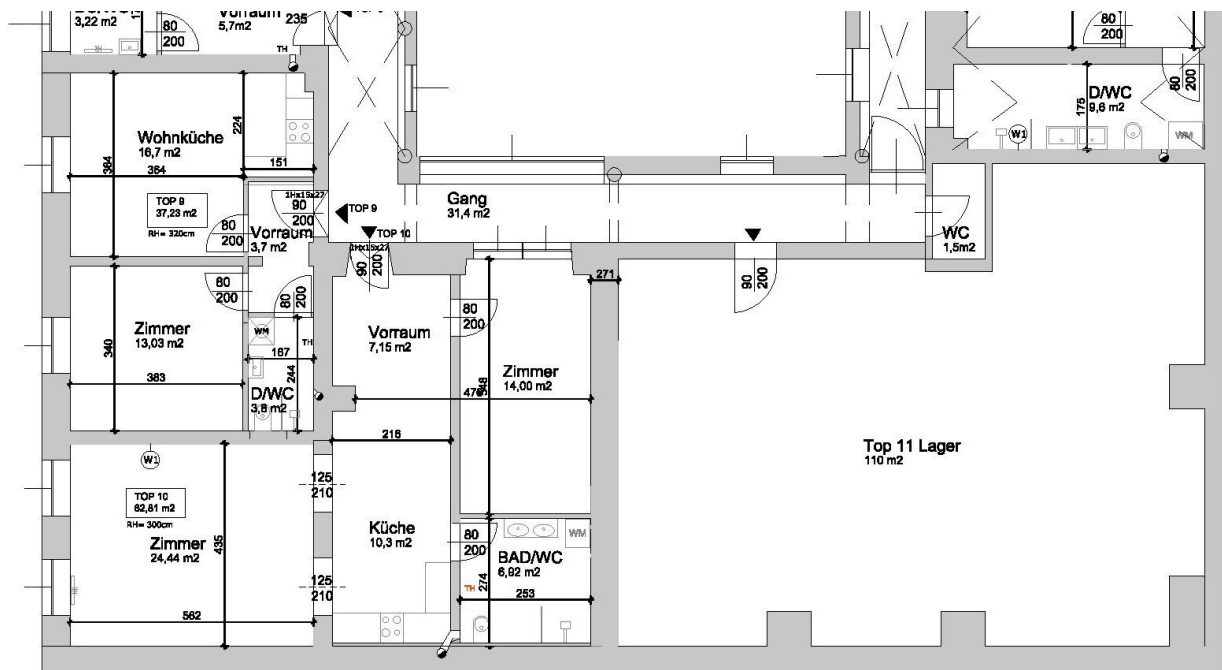 3,22 m2
80
200
Vorraum
5,7m2
235
TH
80
200
80
200
D/WC
9,6 m2
175
W1
WM
Wohnküche
16,7 m2
364
364
224
151
TOP 9
37,23 m2
RH= 320cm
80
200
1Hx15x27
90
200
Vorraum
3,7 m2
TOP 9
TOP 10
1Hx15x27
90
200
Gang
31,4 m2
WC
1,5m2
271
90
200
80
200
80
200
Zimmer
13,03 m2
340
383
WM
TH
167
244
D/WC
3,8 m2
Vorraum
7,15 m2
80
200
Zimmer
14,00 m2
548
216
Top 11 Lager
110 m2
W1
TOP 10
62,81 m2
RH= 300cm
Zimmer
24,44 m2
435
562
125
210
125
210
Küche
10,3 m2
80
200
WM
BAD/WC
6,92 m2
TH
274
253